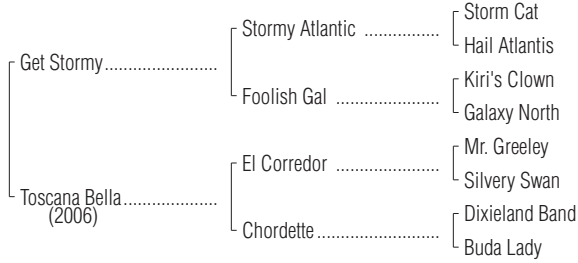 Storm Cat
Stormy Atlantic ..................
Hail Atlantis
Get Stormy.......................
Kiri's Clown
Foolish Gal .........................
Galaxy North
Mr. Greeley
El Corredor .........................
Silvery Swan
Toscana Bella...................
(2006)
Dixieland Band
Chordette.............................
Buda Lady